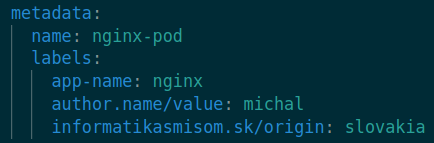 metadata:
  name: nginx-pod
  labels:
    app-name: nginx
    author.name/value: michal
    informatikasmisom.sk/origin: slovakia